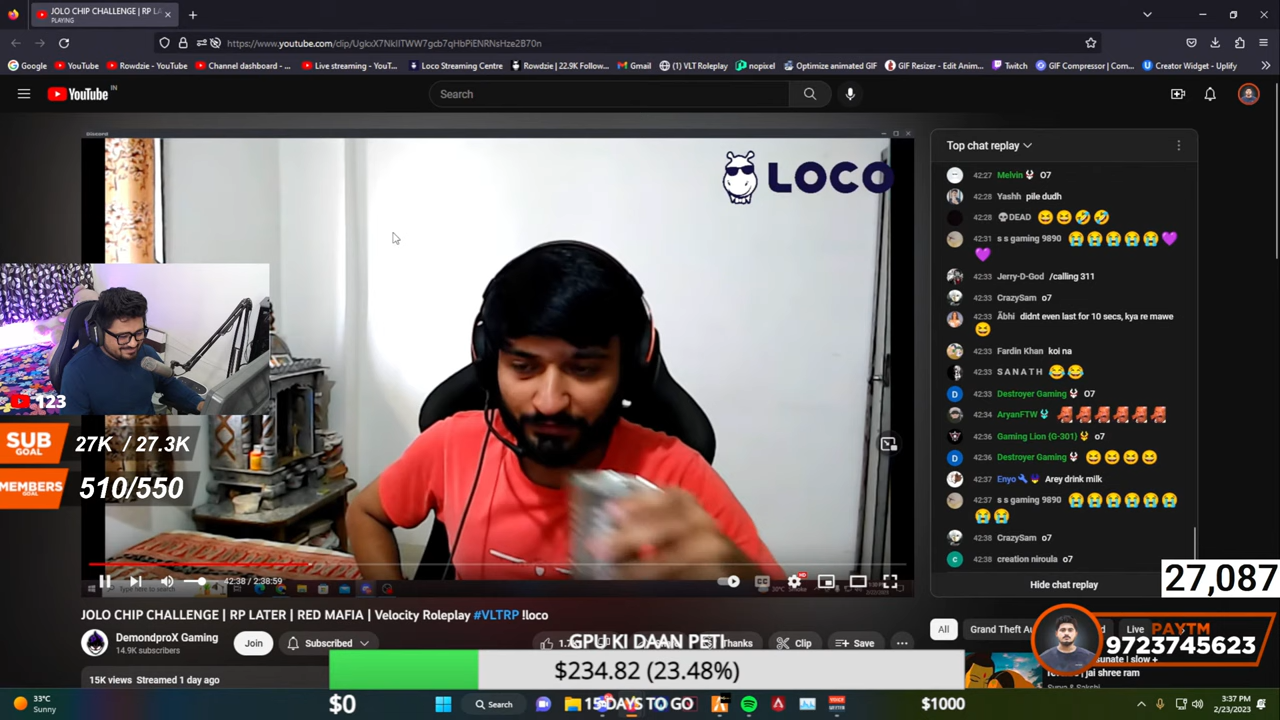 JOLO CHIP CHALLENGE | RP LA
PLAYING
https://www.youtube.com/clip/UgkxX7NkIITWW7gcb7qHbPiENRNsHze2B70n
Google
YouTube
Rowdzie - YouTube
Channel dashboard - ...
Live streaming - YouT...
Loco Streaming Centre
Rowdzie | 22.9K Follow...
Gmail
(1) VLT Roleplay
nopixel
Optimize animated GIF
GIF Resizer - Edit Anim...
Twitch
GIF Compressor | Com...
Creator Widget - Uplify
YouTube IN
Search
Discord
LOCO
Top chat replay
42:27 Melvin O7
42:28 Yashh pile dudh
42:28 💀DEAD 😄😄🤣🤣
42:31 s s gaming 9890 😭😭😭😭😭💜
💜
42:33 Jerry-D-God /calling 311
42:33 CrazySam o7
42:33 Ãbhi didnt even last for 10 secs, kya re mawe
😄
42:33 Fardin Khan koi na
42:33 S A N A T H 😂😂
42:33 Destroyer Gaming O7
42:34 AryanFTW
42:36 Gaming Lion {G-301} o7
42:36 Destroyer Gaming 😄😄😄😄
42:37 Enyo Arey drink milk
42:37 s s gaming 9890 😭😭😭😭😭😭
😭😭
42:38 CrazySam o7
42:38 creation niroula o7
Hide chat replay
123
SUB
GOAL
27K / 27.3K
MEMBERS
GOAL
510/550
42:38 / 2:38:59
HD
27,087
JOLO CHIP CHALLENGE | RP LATER | RED MAFIA | Velocity Roleplay #VLTRP !loco
DemondproX Gaming
14.9K subscribers
Join
Subscribed
Thanks
Clip
Save
All
Grand Theft Au
Live
PAYTM
9723745623
GPU KI DAAN PETI
$234.82 (23.48%)
15K views Streamed 1 day ago
jai shree ram
33°C
Sunny
$0
Search
15 DAYS TO GO
$1000
3:37 PM
2/23/2023